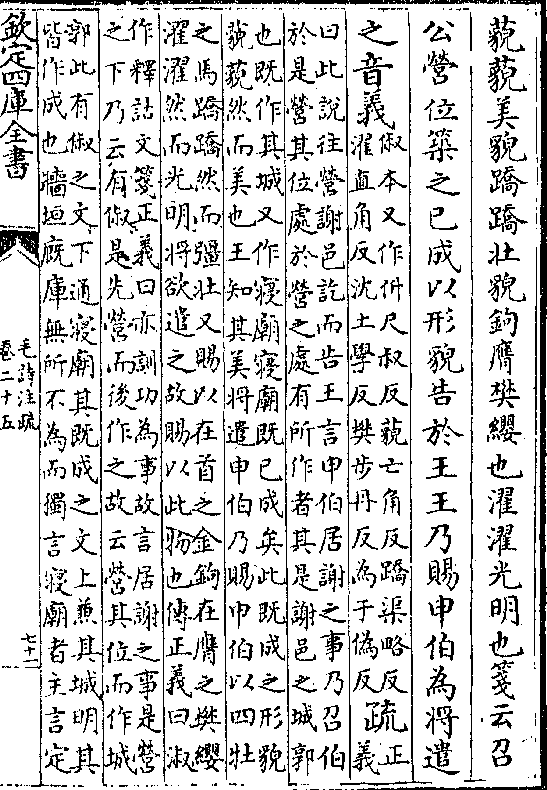 藐藐美貌蹻蹻壯貌鉤膺樊纓也濯濯光明也箋云召
公營位築之已成以形貌告於王王乃賜申伯為將遣
之音義俶本又作併尺叔反藐亡角反蹻渠略反
濯直角反沈士學反樊歩丹反為于偽反疏正
義
曰此說往營謝邑訖而告王言申伯居謝之事乃召伯
於是營其位處於營之處有所作者其是謝邑之城郭
也既作其城又作寢廟寢廟既已成矣此既成之形貌
藐藐然而美也王知其美將遣申伯乃賜申伯以四牡
之馬蹻蹻然而彊壯又賜以在首之金鉤在膺之樊纓
濯濯然而光明將欲遣之故賜以此物也傳正義曰淑
作釋詁文箋正義曰亦訓功為事故言居謝之事是營
之下乃云有俶是先營而後作之故云營其位而作城
郭此有俶之文下通寢廟其既成之文上兼其城明其
皆作成也牆垣廐庫無所不為而獨言寢廟者主言定
欽定四庫全書
毛詩注疏
卷二十五
七十一